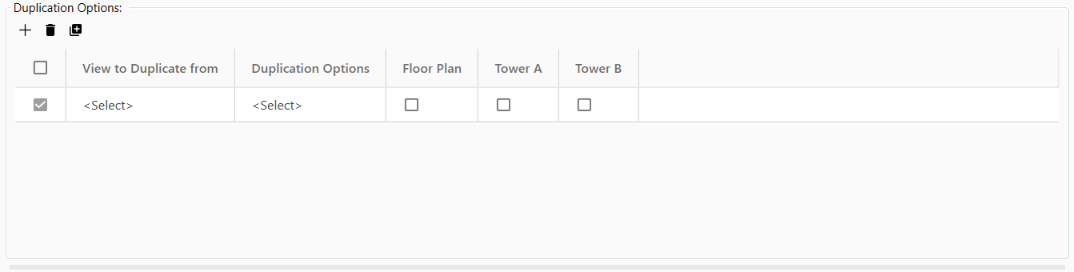 Duplication Options:
View to Duplicate from Duplication Options Floor Plan Tower A Tower B
<Select> <Select>